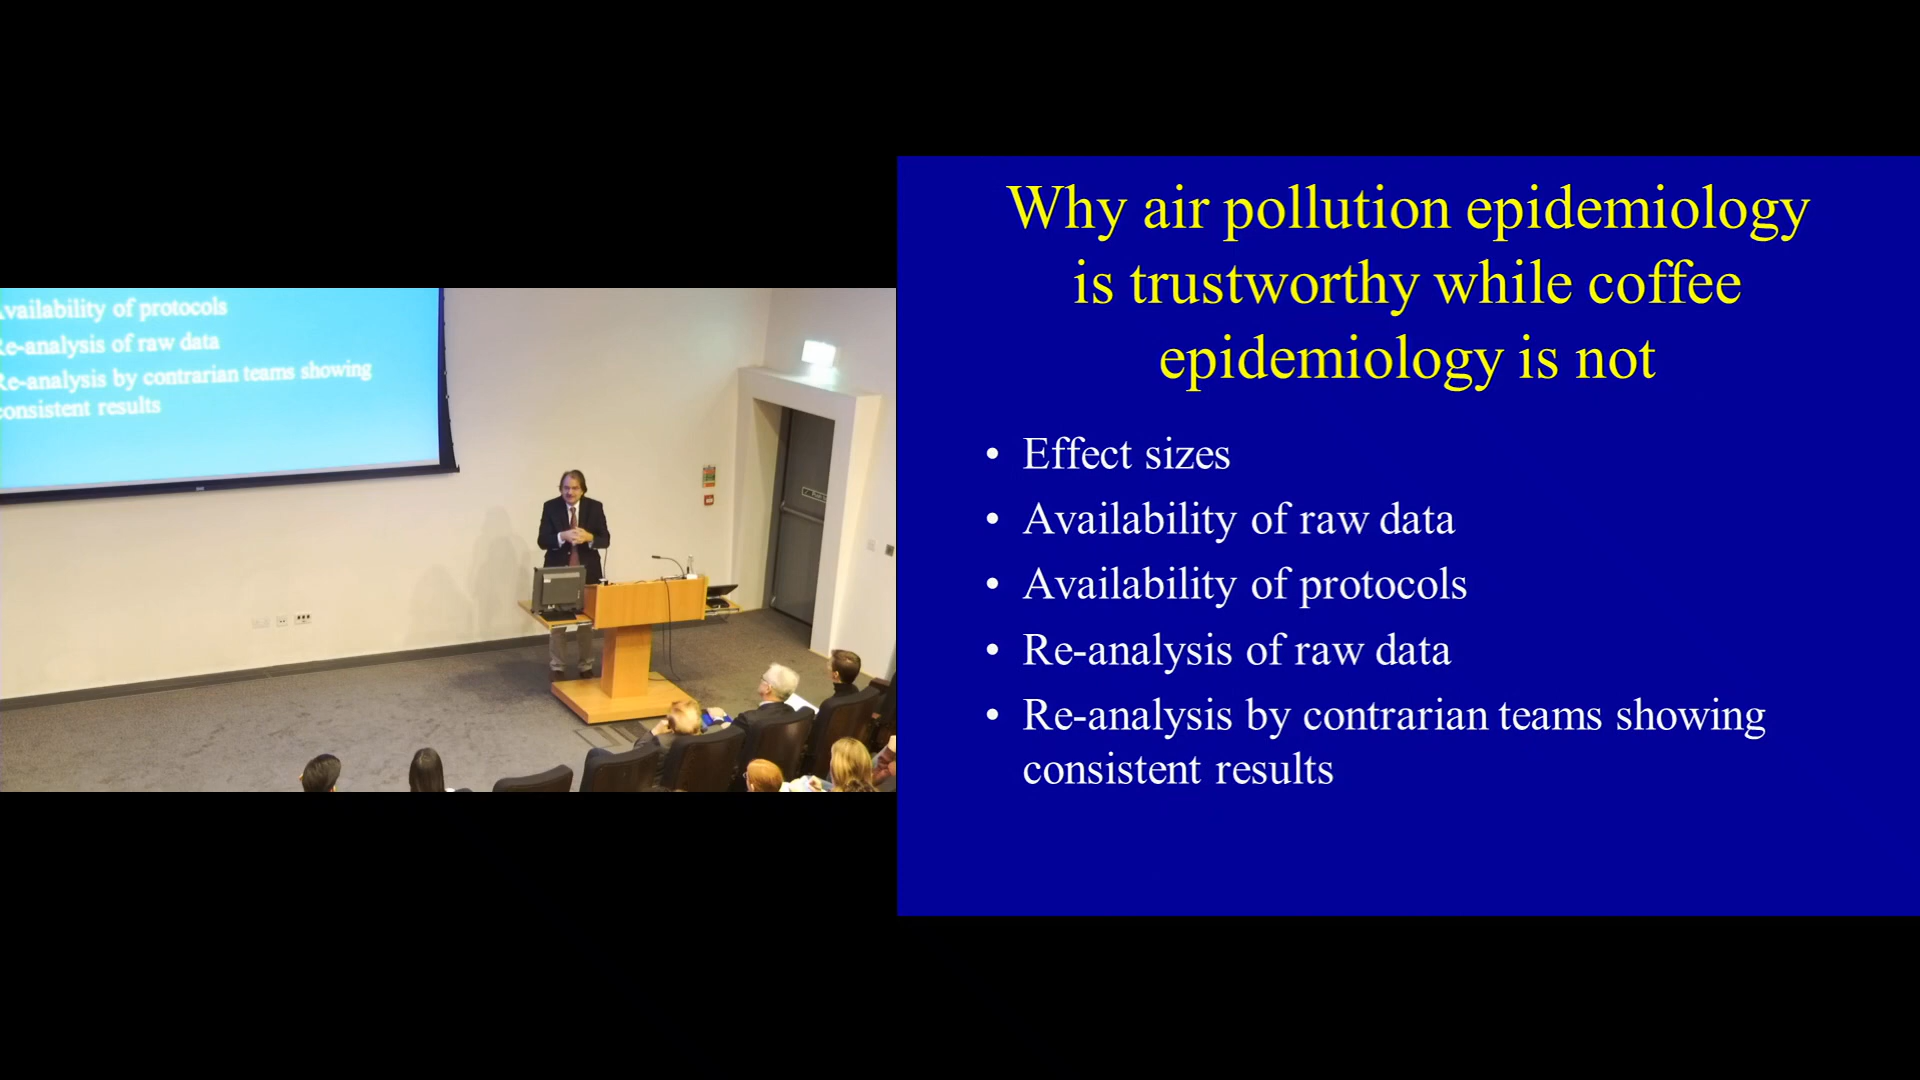 vailability of protocols
e-analysis of raw data
e-analysis by contrarian teams showing
onsistent results
Why air pollution epidemiology
is trustworthy while coffee
epidemiology is not
• Effect sizes
• Availability of raw data
• Availability of protocols
• Re-analysis of raw data
• Re-analysis by contrarian teams showing
consistent results